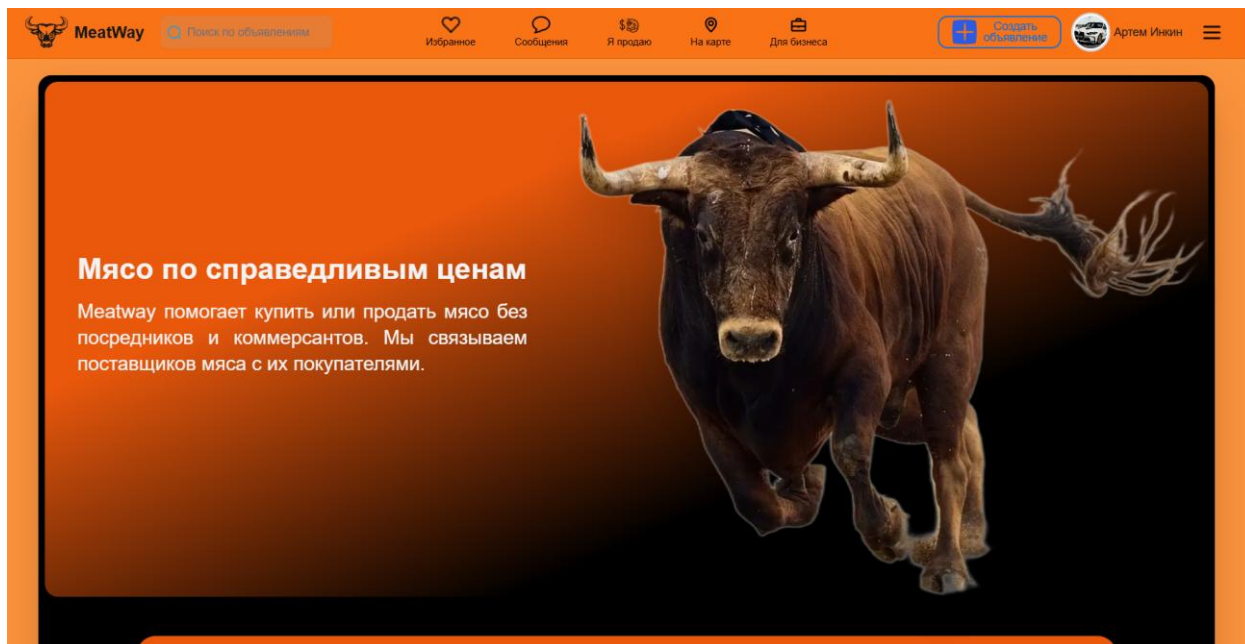 MeatWay
Поиск по объявлениям
Избранное
Сообщения
Я продаю
На карте
Для бизнеса
Создать
объявление
Артем Инкин
Мясо по справедливым ценам
Meatway помогает купить или продать мясо без
посредников и коммерсантов. Мы связываем
поставщиков мяса с их покупателями.